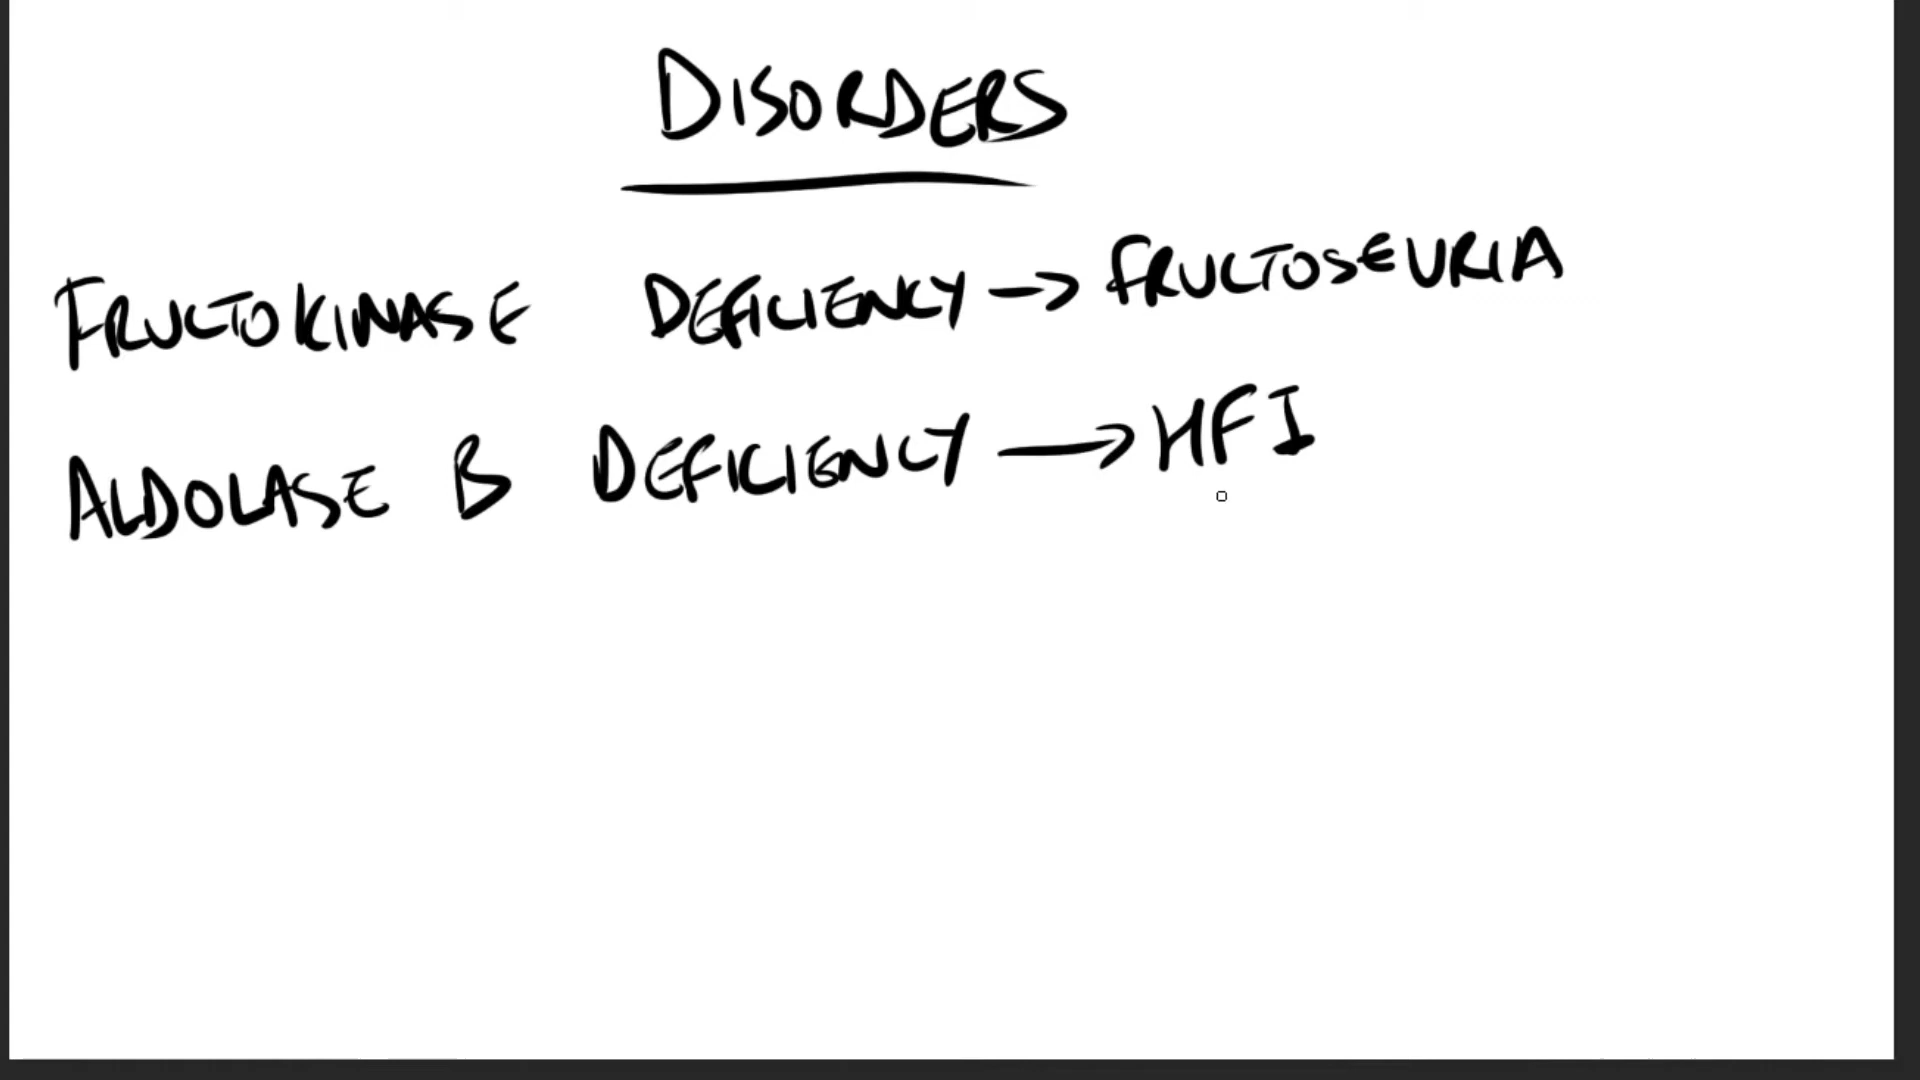 DISORDERS
FRUCTOKINASE DEFICIENCY → FRUCTOSEURIA
ALDOLASE B DEFICIENCY → HFI